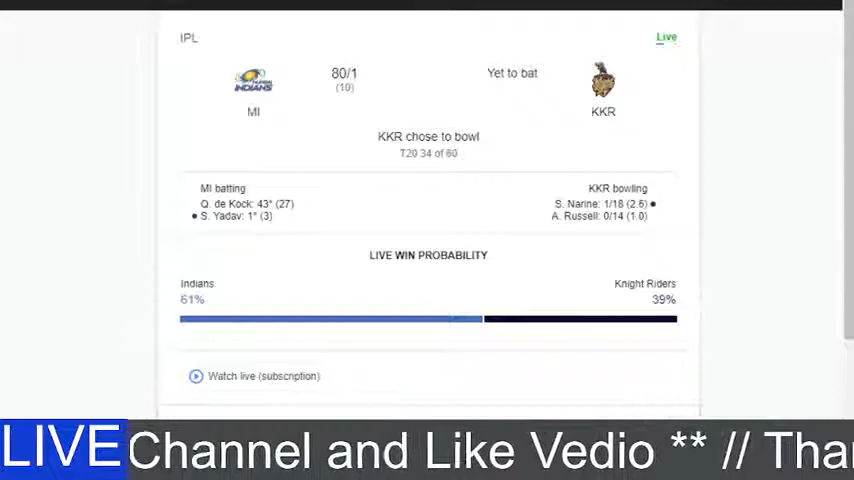 IPL
Live
INDIANS
80/1
(10)
Yet to bat
MI
KKR
KKR chose to bowl
T20 34 of 60
MI batting
Q. de Kock: 43* (27)
S. Yadav: 1* (3)
KKR bowling
S. Narine: 1/18 (2.6)
A. Russell: 0/14 (1.0)
LIVE WIN PROBABILITY
Indians
61%
Knight Riders
39%
Watch live (subscription)
LIVE Channel and Like Vedio ** // Than